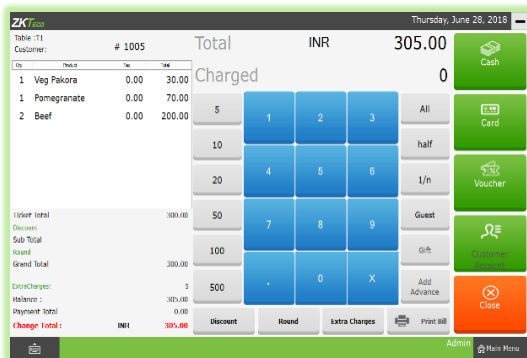 ZKTeco Thursday, June 28, 2018
Table :T1
Customer: # 1005
Total INR 305.00
Charged 0
Qty Product Tax Total
1 Veg Pakora 0.00 30.00
1 Pomegranate 0.00 70.00
2 Beef 0.00 200.00
Ticket Total 300.00
Discount
Sub Total
Round
Grand Total 300.00
ExtraCharges: 5
Balance : 305.00
Payment Total 0.00
Change Total : INR 305.00
5 1 2 3 All
10 half
20 4 5 6 1/n
50 7 8 9 Guest
100 Gift
500 . 0 X Add Advance
Discount Round Extra Charges Print Bill
Cash
Card
Voucher
Customer
Account
Close
Admin Main Menu